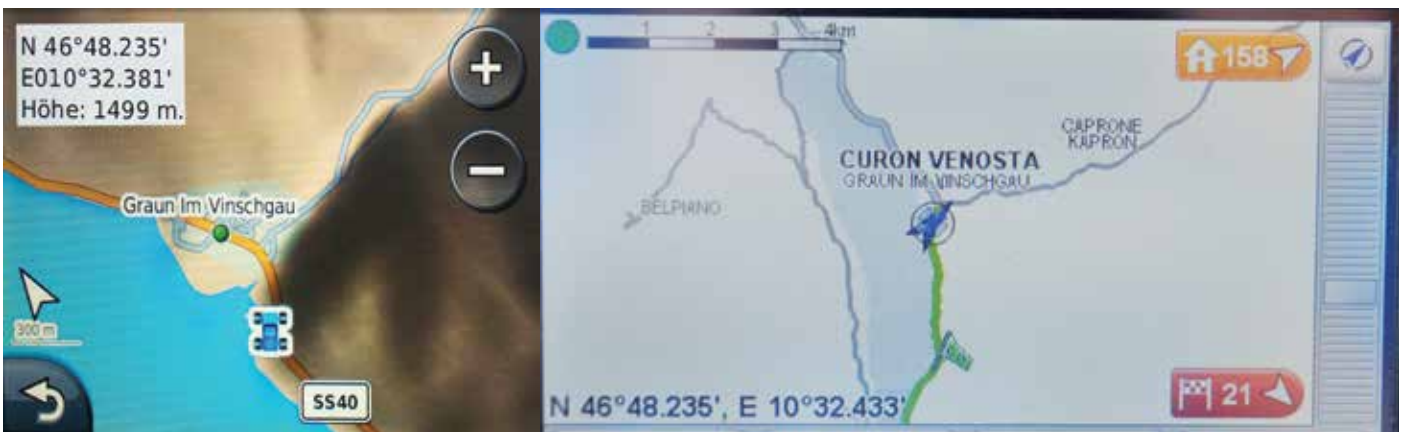 N 46°48.235'
E010°32.381'
Höhe: 1499 m.
Graun Im Vinschgau
300 m
SS40
1 2 3 4km
158
CAPRONE
KAPRON
CURON VENOSTA
GRAUN IM VINSCHGAU
BELPIANO
21
N 46°48.235', E 10°32.433'